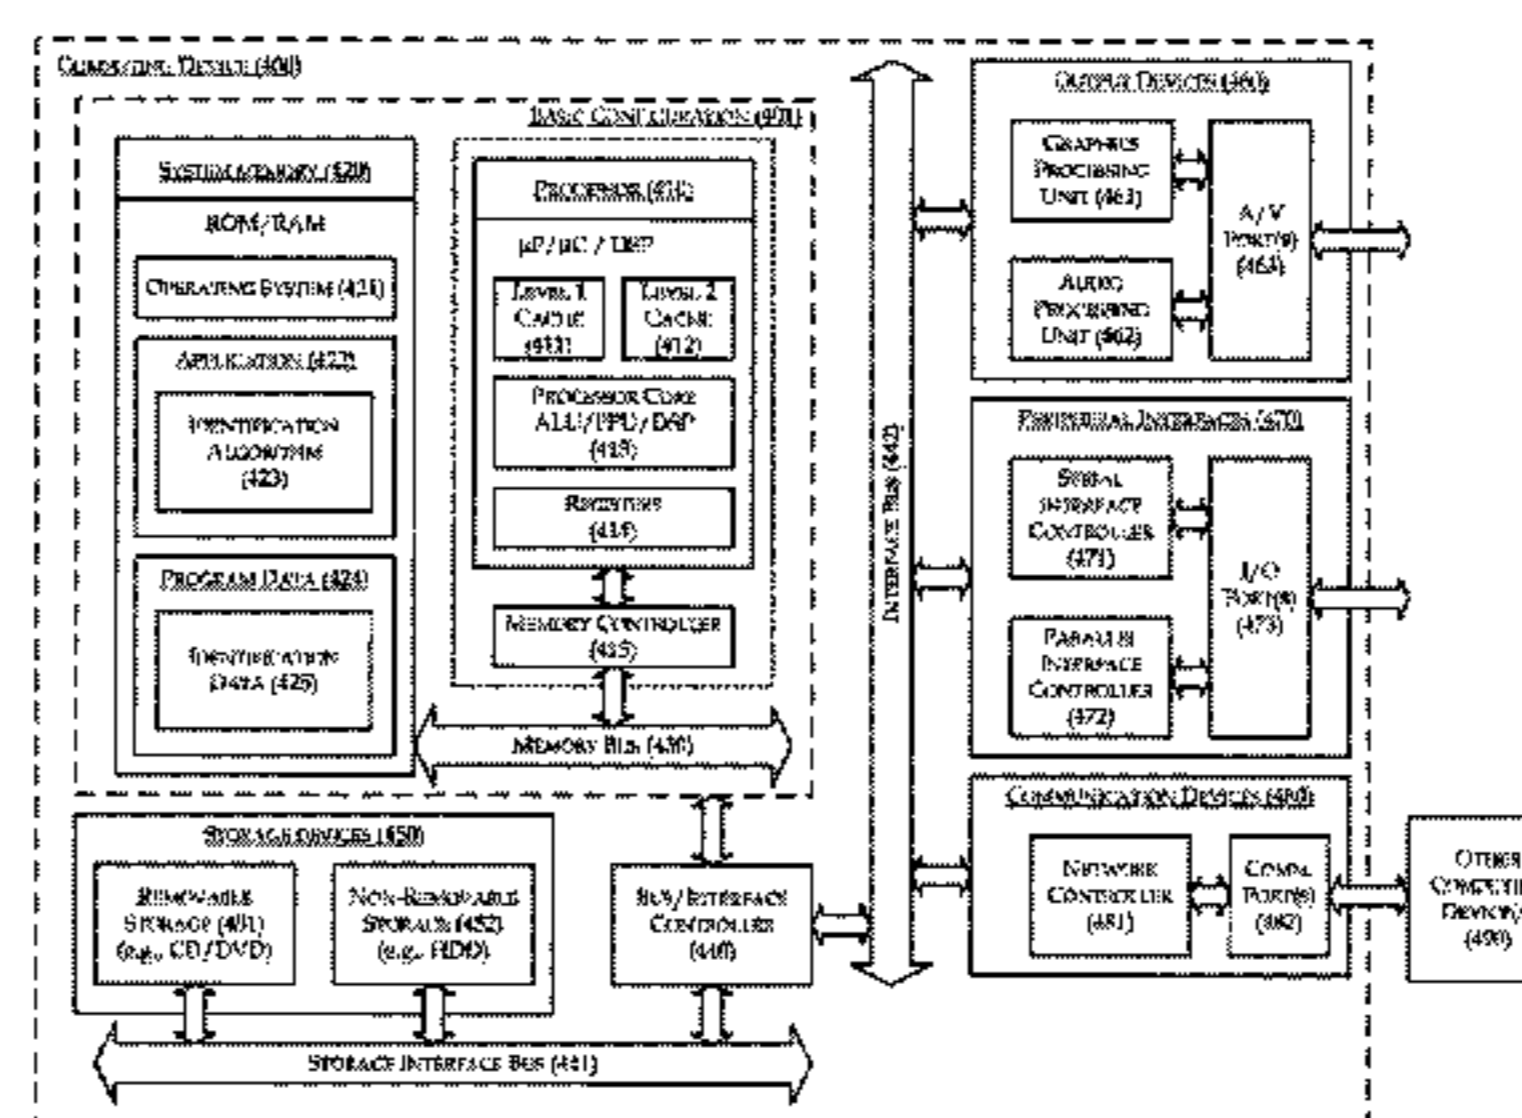 COMPUTING DEVICE (400)
BASIC CONFIGURATION (401)
SYSTEM MEMORY (420)
ROM/RAM
OPERATING SYSTEM (421)
APPLICATION (422)
IDENTIFICATION
ALGORITHM
(423)
PROGRAM DATA (424)
IDENTIFICATION
DATA (425)
PROCESSOR (410)
µP/µC / DSP
LEVEL 1
CACHE
(411)
LEVEL 2
CACHE
(412)
PROCESSOR CORE
ALU/FPU/DSP
(413)
REGISTERS
(414)
MEMORY CONTROLLER
(415)
MEMORY BUS (430)
STORAGE DEVICES (450)
REMOVABLE
STORAGE (451)
(e.g., CD/DVD)
NON-REMOVABLE
STORAGE (452)
(e.g., HDD)
BUS/INTERFACE
CONTROLLER
(440)
STORAGE INTERFACE BUS (441)
INTERFACE BUS (442)
OUTPUT DEVICES (460)
GRAPHICS
PROCESSING
UNIT (461)
AUDIO
PROCESSING
UNIT (462)
A/V
PORT(S)
(463)
PERIPHERAL INTERFACES (470)
SERIAL
INTERFACE
CONTROLLER
(471)
PARALLEL
INTERFACE
CONTROLLER
(472)
I/O
PORT(S)
(473)
COMMUNICATION DEVICES (480)
NETWORK
CONTROLLER
(481)
COMM.
PORT(S)
(482)
OTHER
(490)